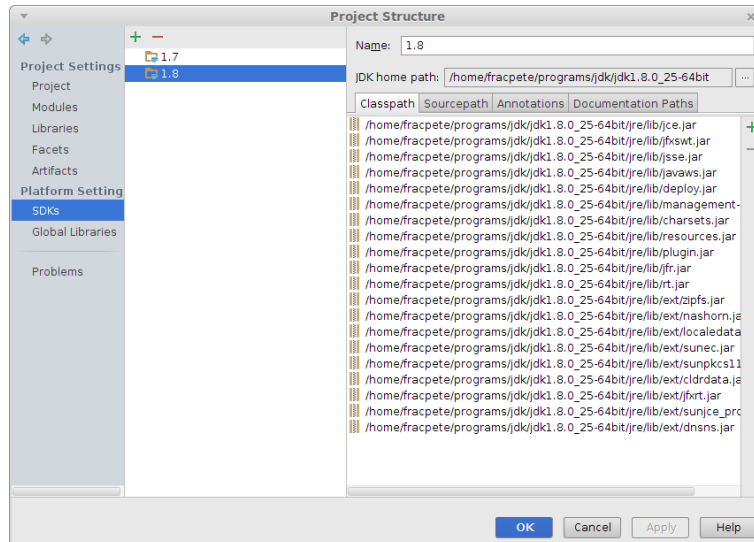 Project Structure
Project Settings
Project
Modules
Libraries
Facets
Artifacts
Platform Setting
SDKs
Global Libraries
Problems
1.7
1.8
Name: 1.8
JDK home path: /home/fracpete/programs/jdk/jdk1.8.0_25-64bit ...
Classpath Sourcepath Annotations Documentation Paths
/home/fracpete/programs/jdk/jdk1.8.0_25-64bit/jre/lib/jce.jar
/home/fracpete/programs/jdk/jdk1.8.0_25-64bit/jre/lib/jfxswt.jar
/home/fracpete/programs/jdk/jdk1.8.0_25-64bit/jre/lib/jsse.jar
/home/fracpete/programs/jdk/jdk1.8.0_25-64bit/jre/lib/javaws.jar
/home/fracpete/programs/jdk/jdk1.8.0_25-64bit/jre/lib/deploy.jar
/home/fracpete/programs/jdk/jdk1.8.0_25-64bit/jre/lib/management-
/home/fracpete/programs/jdk/jdk1.8.0_25-64bit/jre/lib/charsets.jar
/home/fracpete/programs/jdk/jdk1.8.0_25-64bit/jre/lib/resources.jar
/home/fracpete/programs/jdk/jdk1.8.0_25-64bit/jre/lib/plugin.jar
/home/fracpete/programs/jdk/jdk1.8.0_25-64bit/jre/lib/jfr.jar
/home/fracpete/programs/jdk/jdk1.8.0_25-64bit/jre/lib/rt.jar
/home/fracpete/programs/jdk/jdk1.8.0_25-64bit/jre/lib/ext/zipfs.jar
/home/fracpete/programs/jdk/jdk1.8.0_25-64bit/jre/lib/ext/nashorn.ja
/home/fracpete/programs/jdk/jdk1.8.0_25-64bit/jre/lib/ext/localedata
/home/fracpete/programs/jdk/jdk1.8.0_25-64bit/jre/lib/ext/sunec.jar
/home/fracpete/programs/jdk/jdk1.8.0_25-64bit/jre/lib/ext/sunpkcs11
/home/fracpete/programs/jdk/jdk1.8.0_25-64bit/jre/lib/ext/cldrdata.ja
/home/fracpete/programs/jdk/jdk1.8.0_25-64bit/jre/lib/ext/jfxrt.jar
/home/fracpete/programs/jdk/jdk1.8.0_25-64bit/jre/lib/ext/sunjce_pro
/home/fracpete/programs/jdk/jdk1.8.0_25-64bit/jre/lib/ext/dnsns.jar
OK Cancel Apply Help